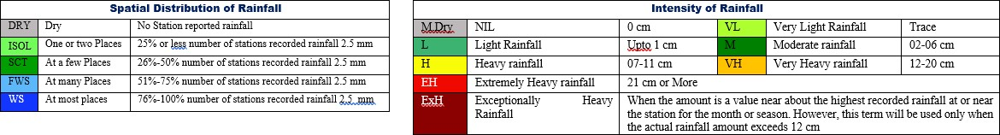 Spatial Distribution of Rainfall
DRY Dry No Station reported rainfall
ISOL One or two Places 25% or less number of stations recorded rainfall 2.5 mm
SCT At a few Places 26%-50% number of stations recorded rainfall 2.5 mm
FWS At many Places 51%-75% number of stations recorded rainfall 2.5 mm
WS At most places 76%-100% number of stations recorded rainfall 2.5 mm
Intensity of Rainfall
M.Dry NIL 0 cm VL Very Light Rainfall Trace
L Light Rainfall Upto 1 cm M Moderate rainfall 02-06 cm
H Heavy rainfall 07-11 cm VH Very Heavy rainfall 12-20 cm
EH Extremely Heavy rainfall 21 cm or More
ExH Exceptionally Heavy When the amount is a value near about the highest recorded rainfall at or near
Rainfall the station for the month or season. However, this term will be used only when
the actual rainfall amount exceeds 12 cm